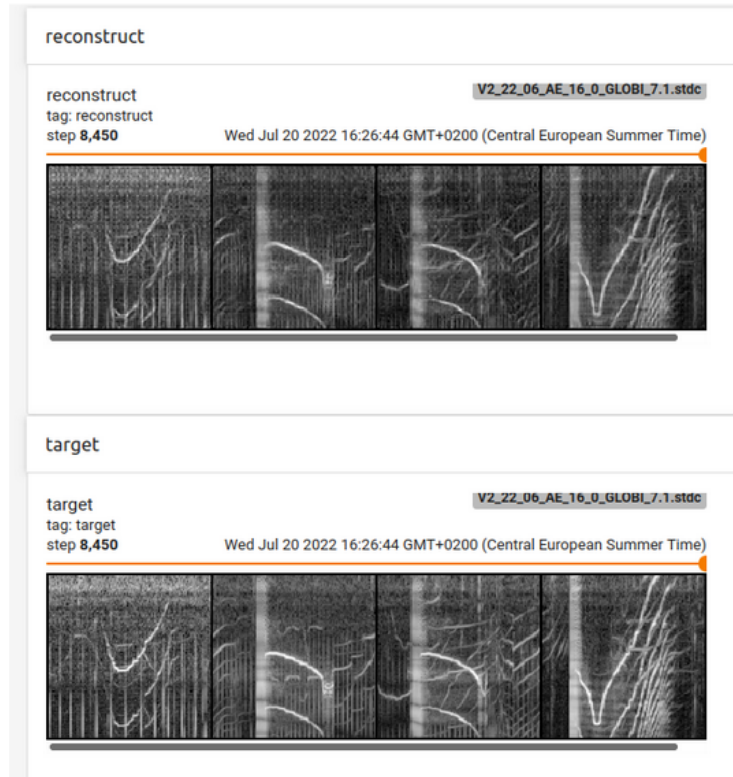 reconstruct
reconstruct
V2_22_06_AE_16_0_GLOBI_7.1.stdc
tag: reconstruct
step 8,450
Wed Jul 20 2022 16:26:44 GMT+0200 (Central European Summer Time)
target
target
V2_22_06_AE_16_0_GLOBI_7.1.stdc
tag: target
step 8,450
Wed Jul 20 2022 16:26:44 GMT+0200 (Central European Summer Time)